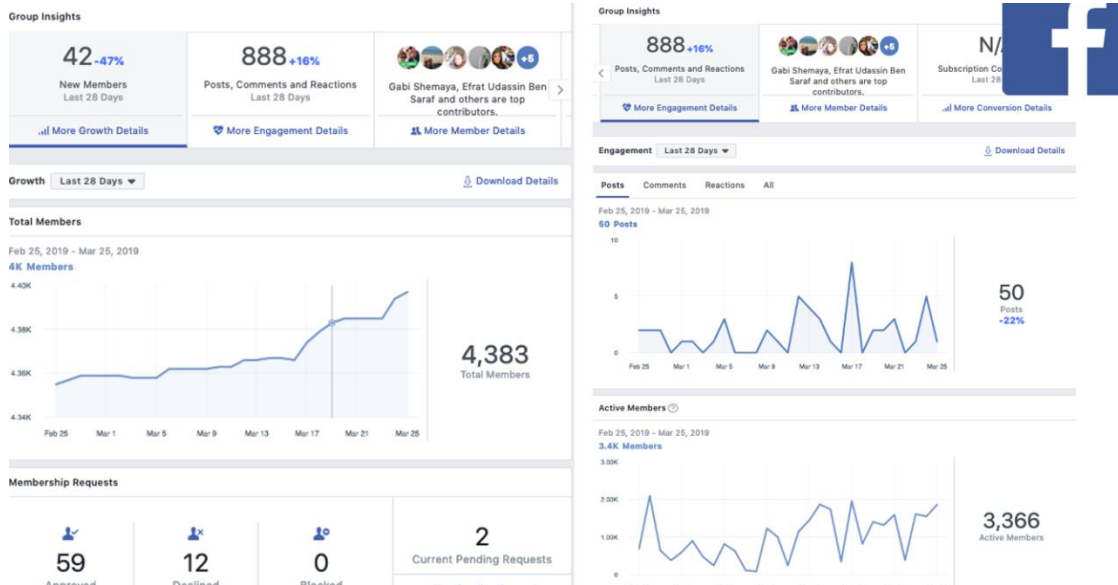 Group Insights
42 -47%
New Members
Last 28 Days
More Growth Details
888 +16%
Posts, Comments and Reactions
Last 28 Days
More Engagement Details
+5
Gabi Shemaya, Efrat Udassin Ben
Saraf and others are top
contributors.
More Member Details
Growth Last 28 Days
Download Details
Total Members
Feb 25, 2019 - Mar 25, 2019
4K Members
4.40K
4.38K
4.36K
4.34K
Feb 25 Mar 1 Mar 5 Mar 9 Mar 13 Mar 17 Mar 21 Mar 25
4,383
Total Members
Membership Requests
59
Approved
12
Declined
0
Blocked
2
Current Pending Requests
Group Insights
888 +16%
Posts, Comments and Reactions
Last 28 Days
More Engagement Details
+5
Gabi Shemaya, Efrat Udassin Ben
Saraf and others are top
contributors.
More Member Details
N/
Subscription Co
Last 28
More Conversion Details
f
Engagement Last 28 Days
Download Details
Posts Comments Reactions All
Feb 25, 2019 - Mar 25, 2019
50 Posts
10
5
0
Feb 25 Mar 1 Mar 5 Mar 9 Mar 13 Mar 17 Mar 21 Mar 25
50
Posts
-22%
Active Members
Feb 25, 2019 - Mar 25, 2019
3.4K Members
3.00K
2.00K
1.00K
0
3,366
Active Members